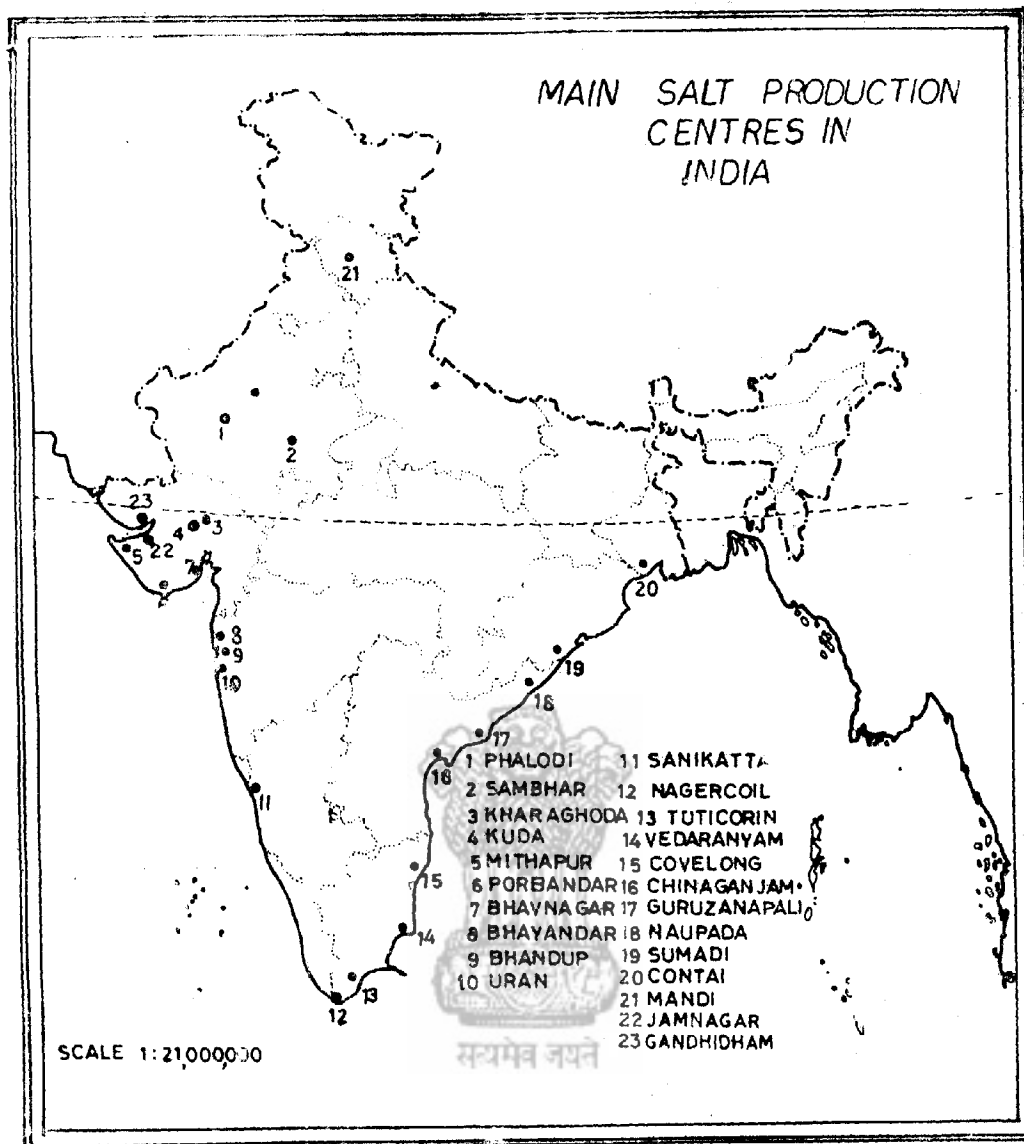 MAIN SALT PRODUCTION
CENTRES IN
INDIA
21
1
2
23
4
3
5
22
7
20
8
9
10
19
18
17
16
11
15
14
13
12
1 PHALODI
2 SAMBHAR
3 KHARAGHODA
4 KUDA
5 MITHAPUR
6 PORBANDAR
7 BHAVNAGAR
8 BHAYANDAR
9 BHANDUP
10 URAN
11 SANIKATTA
12 NAGERCOIL
13 TUTICORIN
14 VEDARANYAM
15 COVELONG
16 CHINAGANJAM
17 GURUZANAPALI
18 NAUPADA
19 SUMADI
20 CONTAI
21 MANDI
22 JAMNAGAR
23 GANDHIDHAM
SCALE 1:21,000,000
सत्यमेव जयते